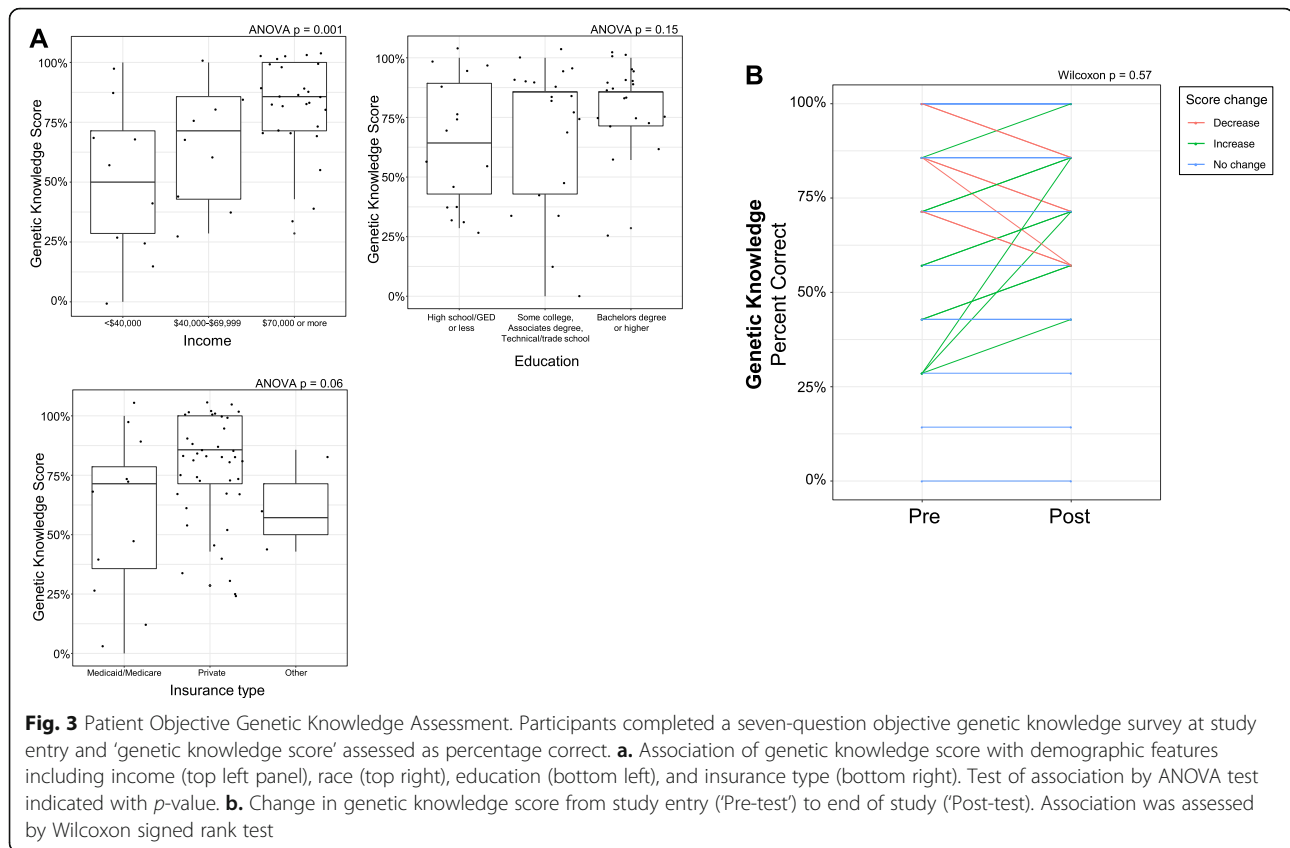 A
ANOVA p = 0.001
Genetic Knowledge Score
100%
75%
50%
25%
0%
<$40,000
$40,000-$69,999
$70,000 or more
Income
ANOVA p = 0.15
Genetic Knowledge Score
100%
75%
50%
25%
0%
High school/GED
or less
Some college,
Associates degree,
Technical/trade school
Bachelors degree
or higher
Education
ANOVA p = 0.06
Genetic Knowledge Score
100%
75%
50%
25%
0%
Medicaid/Medicare
Private
Other
Insurance type
B
Wilcoxon p = 0.57
Genetic Knowledge
Percent Correct
100%
75%
50%
25%
0%
Pre
Post
Score change
Decrease
Increase
No change
Fig. 3 Patient Objective Genetic Knowledge Assessment. Participants completed a seven-question objective genetic knowledge survey at study
entry and ‘genetic knowledge score’ assessed as percentage correct. a. Association of genetic knowledge score with demographic features
including income (top left panel), race (top right), education (bottom left), and insurance type (bottom right). Test of association by ANOVA test
indicated with p-value. b. Change in genetic knowledge score from study entry (‘Pre-test’) to end of study (‘Post-test). Association was assessed
by Wilcoxon signed rank test